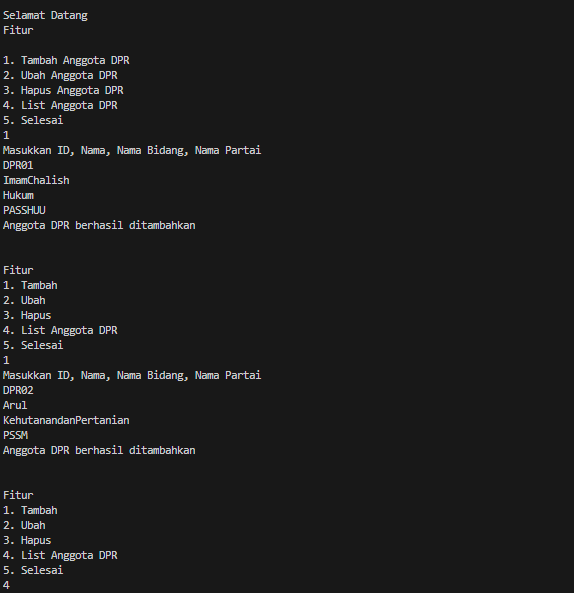 Selamat Datang
Fitur
1. Tambah Anggota DPR
2. Ubah Anggota DPR
3. Hapus Anggota DPR
4. List Anggota DPR
5. Selesai
1
Masukkan ID, Nama, Nama Bidang, Nama Partai
DPR01
ImamChalish
Hukum
PASSHUU
Anggota DPR berhasil ditambahkan
Fitur
1. Tambah
2. Ubah
3. Hapus
4. List Anggota DPR
5. Selesai
1
Masukkan ID, Nama, Nama Bidang, Nama Partai
DPR02
Arul
KehutanandanPertanian
PSSM
Anggota DPR berhasil ditambahkan
Fitur
1. Tambah
2. Ubah
3. Hapus
4. List Anggota DPR
5. Selesai
4